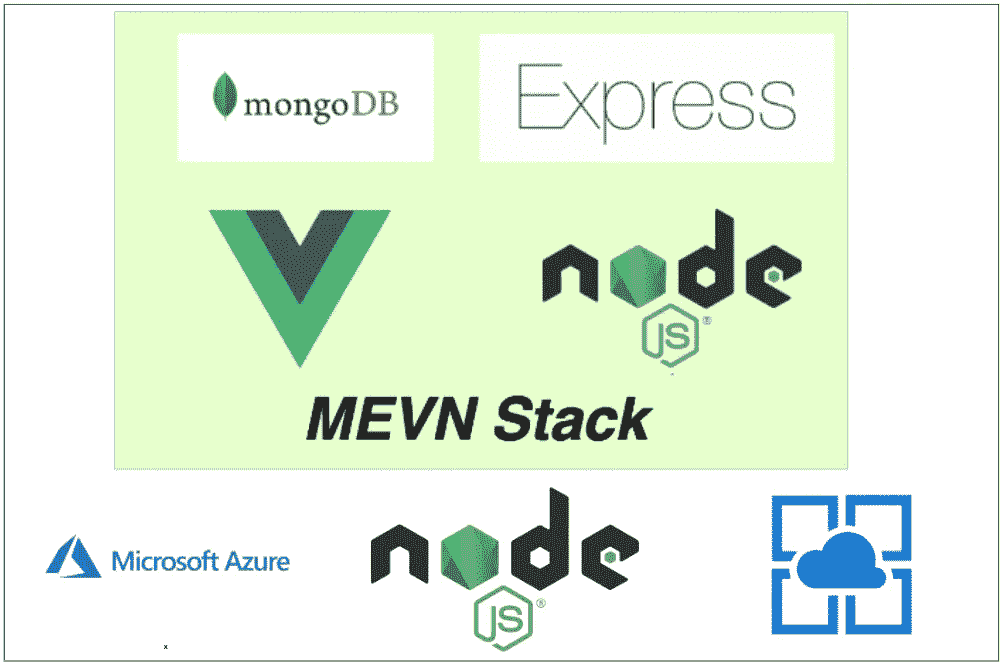 mongoDB
Express
node
JS ®
MEVN Stack
Microsoft Azure
node
JS ®
x